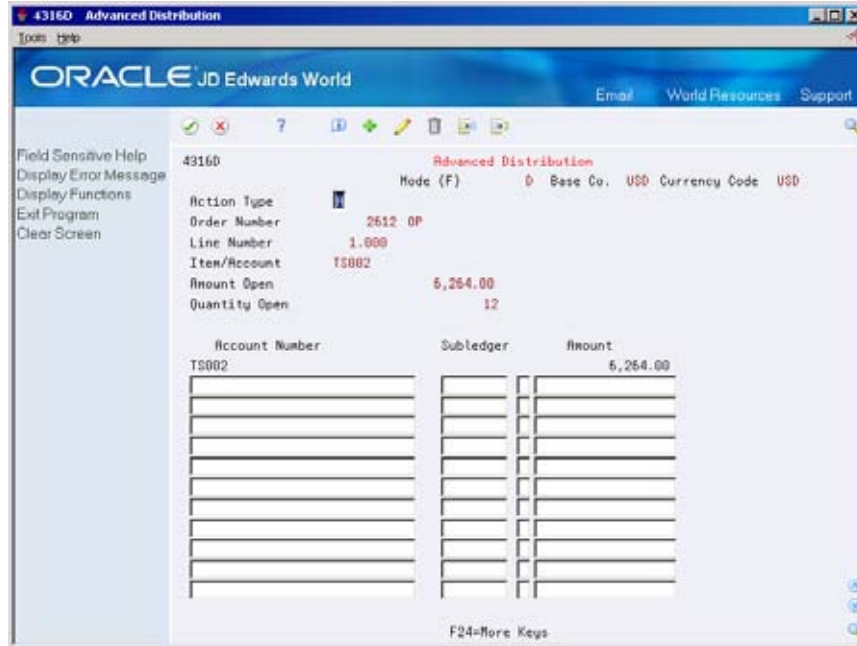 4316D Advanced Distribution
Tools Help
ORACLE JD Edwards World
Email World Resources Support
Field Sensitive Help
Display Error Message
Display Functions
Exit Program
Clear Screen
4316D Advanced Distribution
Mode (F) D Base Co. USD Currency Code USD
Action Type
Order Number 2612 OP
Line Number 1.000
Item/Account TS002
Amount Open 6,264.00
Quantity Open 12
Account Number Subledger Amount
TS002 6,264.00
F24=More Keys